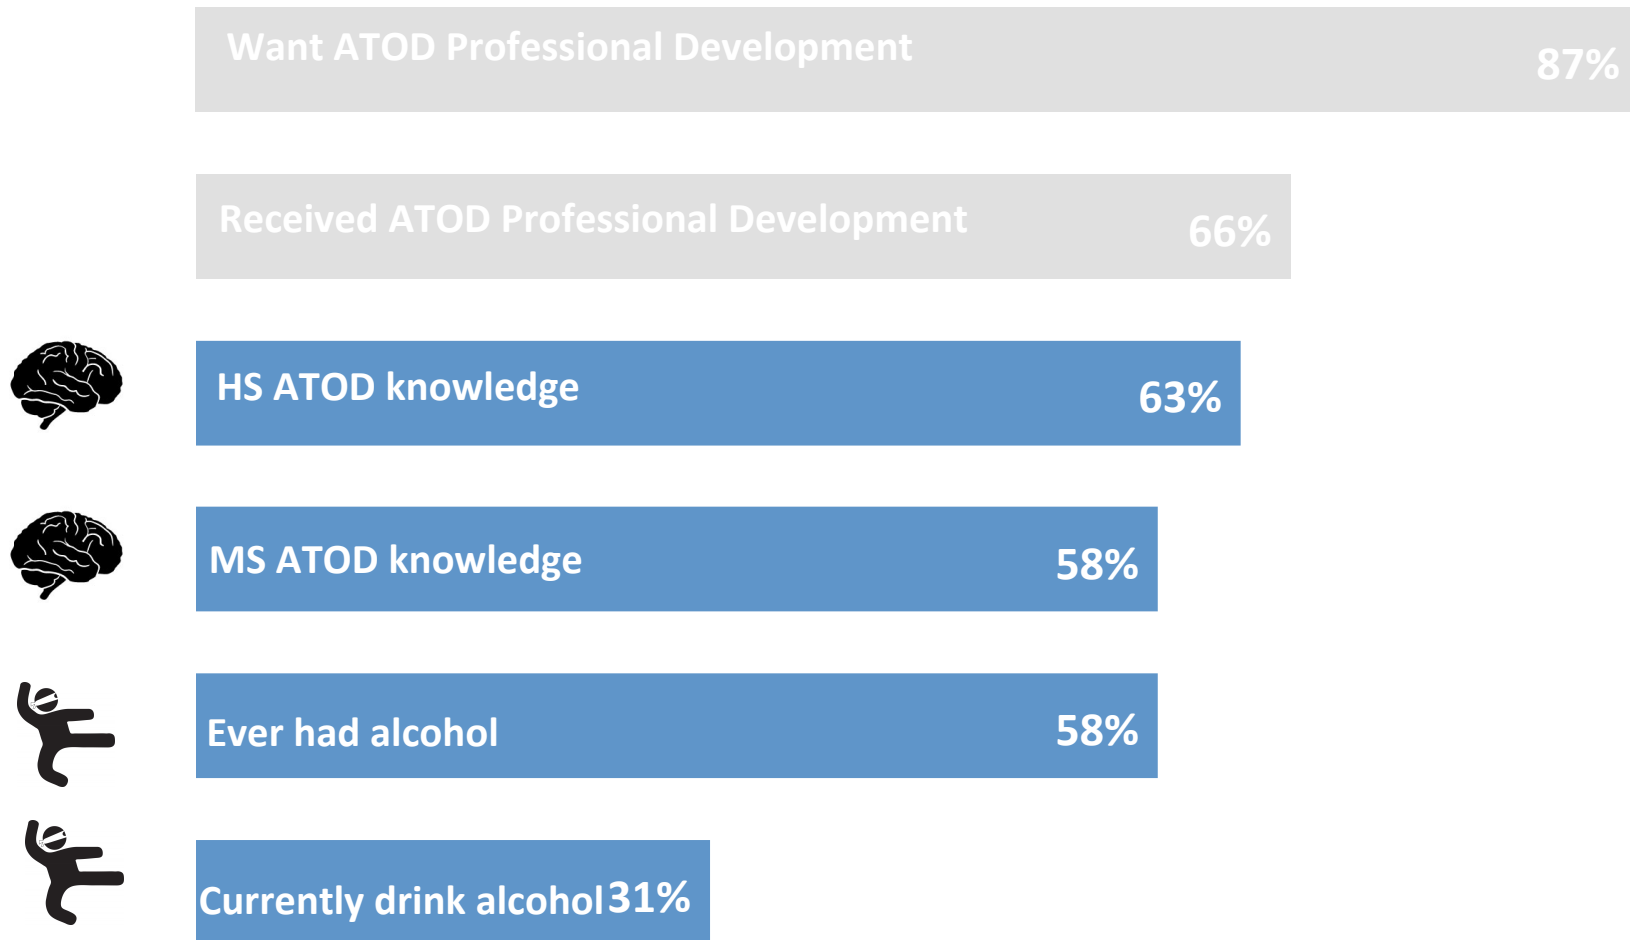 Want ATOD Professional Development 87%
Received ATOD Professional Development 66%
HS ATOD knowledge 63%
MS ATOD knowledge 58%
Ever had alcohol 58%
Currently drink alcohol 31%